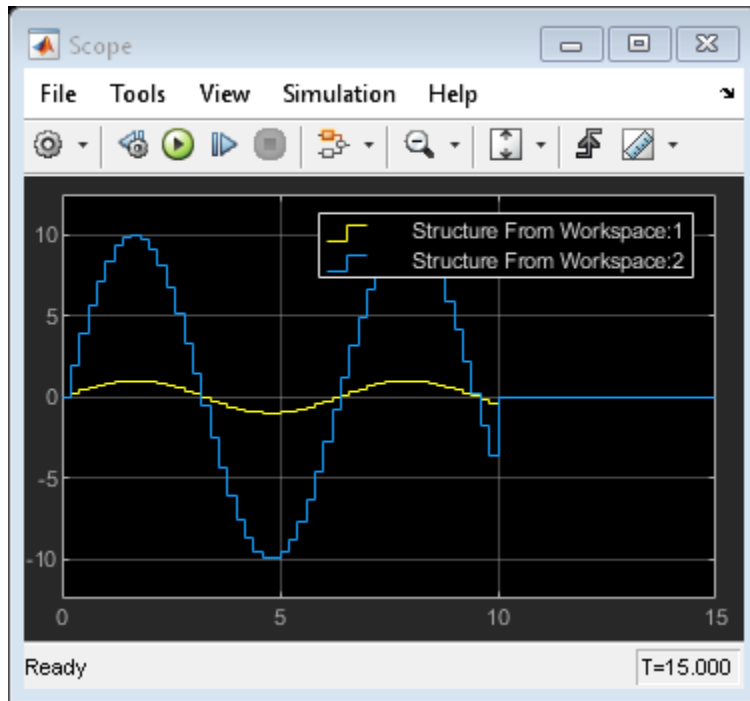 Scope
File Tools View Simulation Help
Structure From Workspace:1
Structure From Workspace:2
10
5
0
-5
-10
0 5 10 15
Ready T=15.000